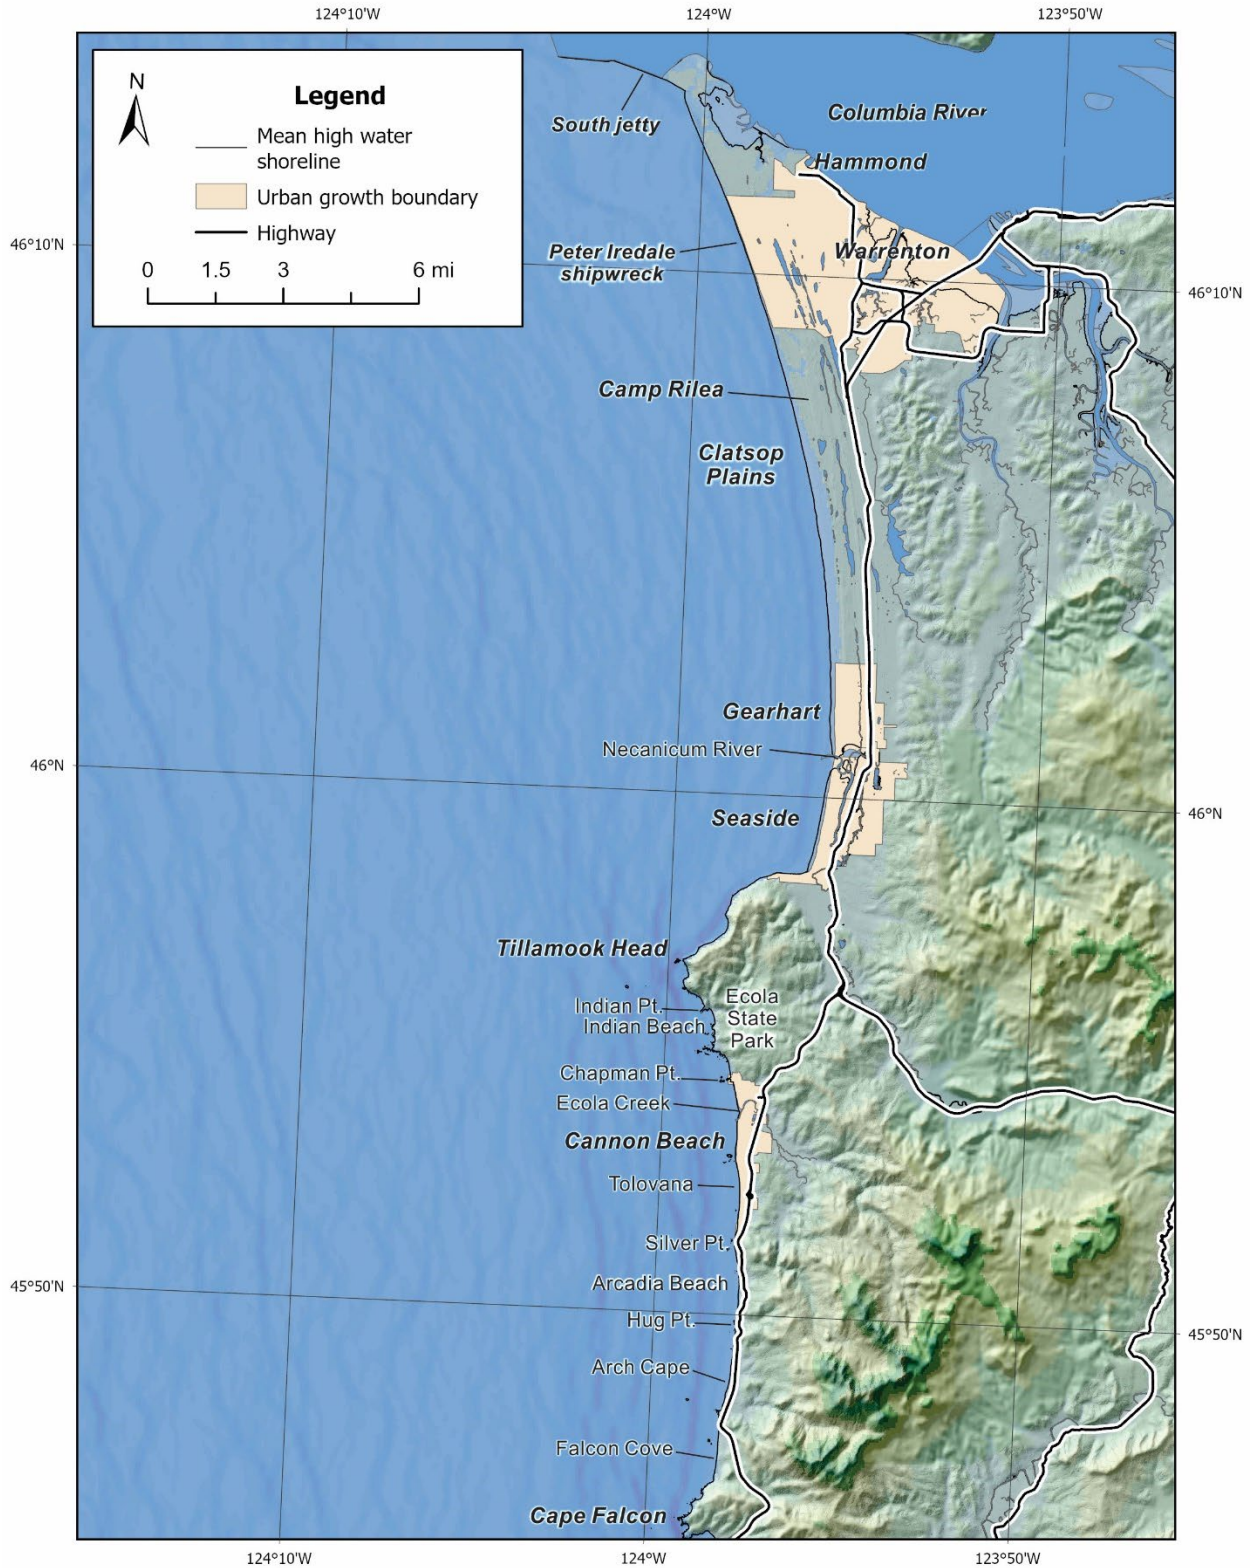 124°10'W
124°W
123°50'W
N
Legend
Mean high water
shoreline
Urban growth boundary
Highway
0
1.5
3
6 mi
South jetty
Columbia River
Hammond
46°10'N
Peter Iredale
shipwreck
Warrenton
46°10'N
Camp Rilea
Clatsop
Plains
Gearhart
Necanicum River
46°N
46°N
Seaside
Tillamook Head
Indian Pt.
Indian Beach
Ecola
State
Park
Chapman Pt.
Ecola Creek
Cannon Beach
Tolovana
Silver Pt.
45°50'N
Arcadia Beach
Hug Pt.
45°50'N
Arch Cape
Falcon Cove
Cape Falcon
124°10'W
124°W
123°50'W